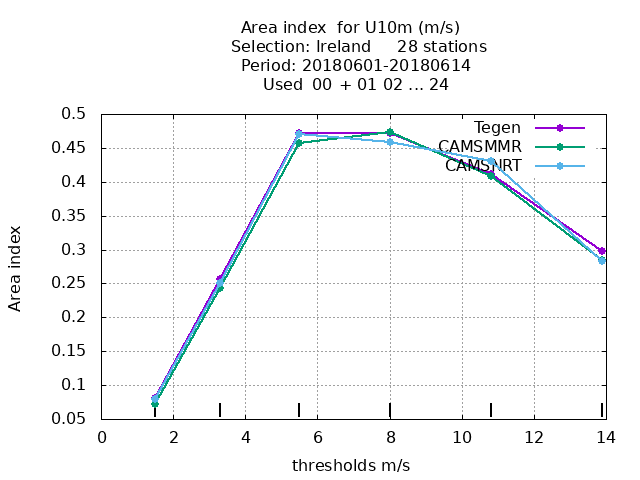 Area index  for U10m (m/s)
Selection: Ireland     28 stations
Period: 20180601-20180614
Used  00 + 01 02 ... 24
0.5
0.45
0.4
0.35
0.3
0.25
0.2
0.15
0.1
0.05
Area index
Tegen
CAMSMMR
CAMSNRT
0 2 4 6 8 10 12 14
thresholds m/s